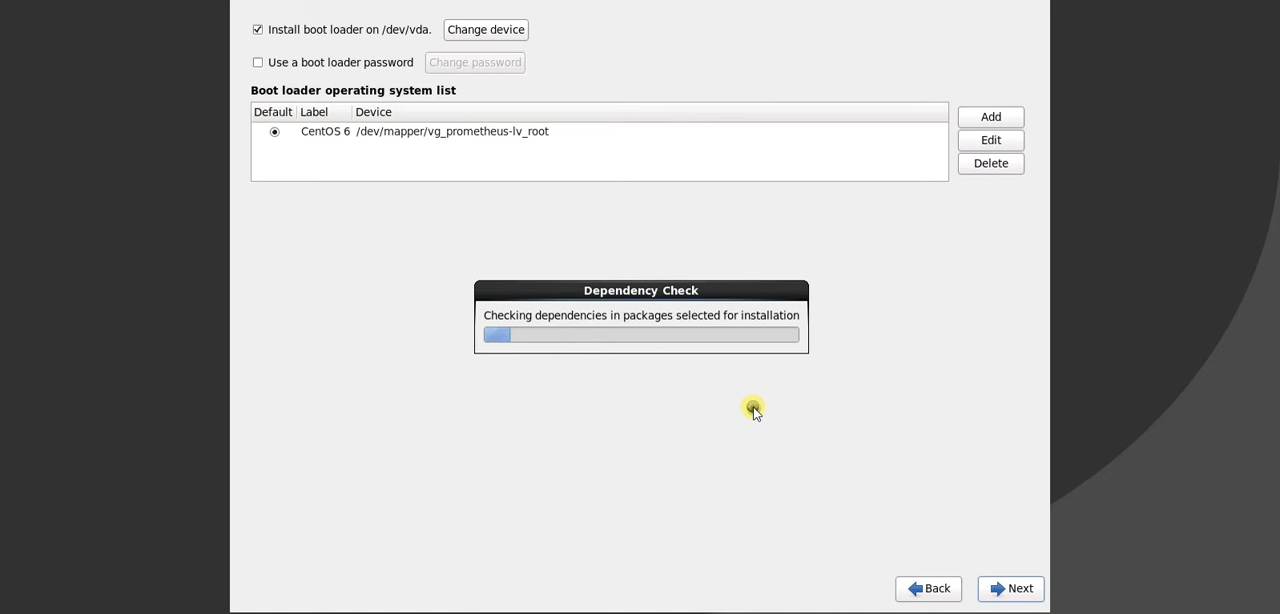 Install boot loader on /dev/vda. Change device
Use a boot loader password Change password
Boot loader operating system list
Default Label Device
CentOS 6 /dev/mapper/vg_prometheus-lv_root
Add
Edit
Delete
Dependency Check
Checking dependencies in packages selected for installation
Back Next